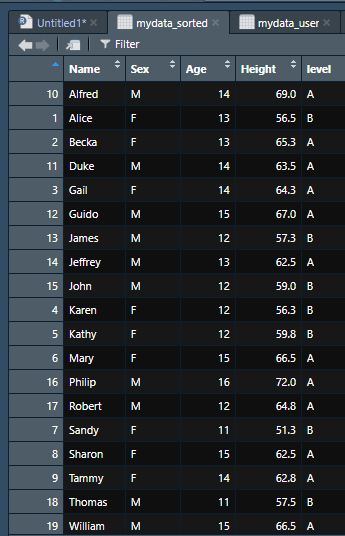 Untitled1* mydata_sorted mydata_user
Filter
Name Sex Age Height level
10 Alfred M 14 69.0 A
1 Alice F 13 56.5 B
2 Becka F 13 65.3 A
11 Duke M 14 63.5 A
3 Gail F 14 64.3 A
12 Guido M 15 67.0 A
13 James M 12 57.3 B
14 Jeffrey M 13 62.5 A
15 John M 12 59.0 B
4 Karen F 12 56.3 B
5 Kathy F 12 59.8 B
6 Mary F 15 66.5 A
16 Philip M 16 72.0 A
17 Robert M 12 64.8 A
7 Sandy F 11 51.3 B
8 Sharon F 15 62.5 A
9 Tammy F 14 62.8 A
18 Thomas M 11 57.5 B
19 William M 15 66.5 A